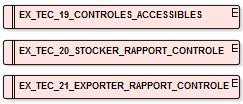 EX_TEC_19_CONTROLES_ACCESSIBLES
EX_TEC_20_STOCKER_RAPPORT_CONTROLE
EX_TEC_21_EXPORTER_RAPPORT_CONTROLE